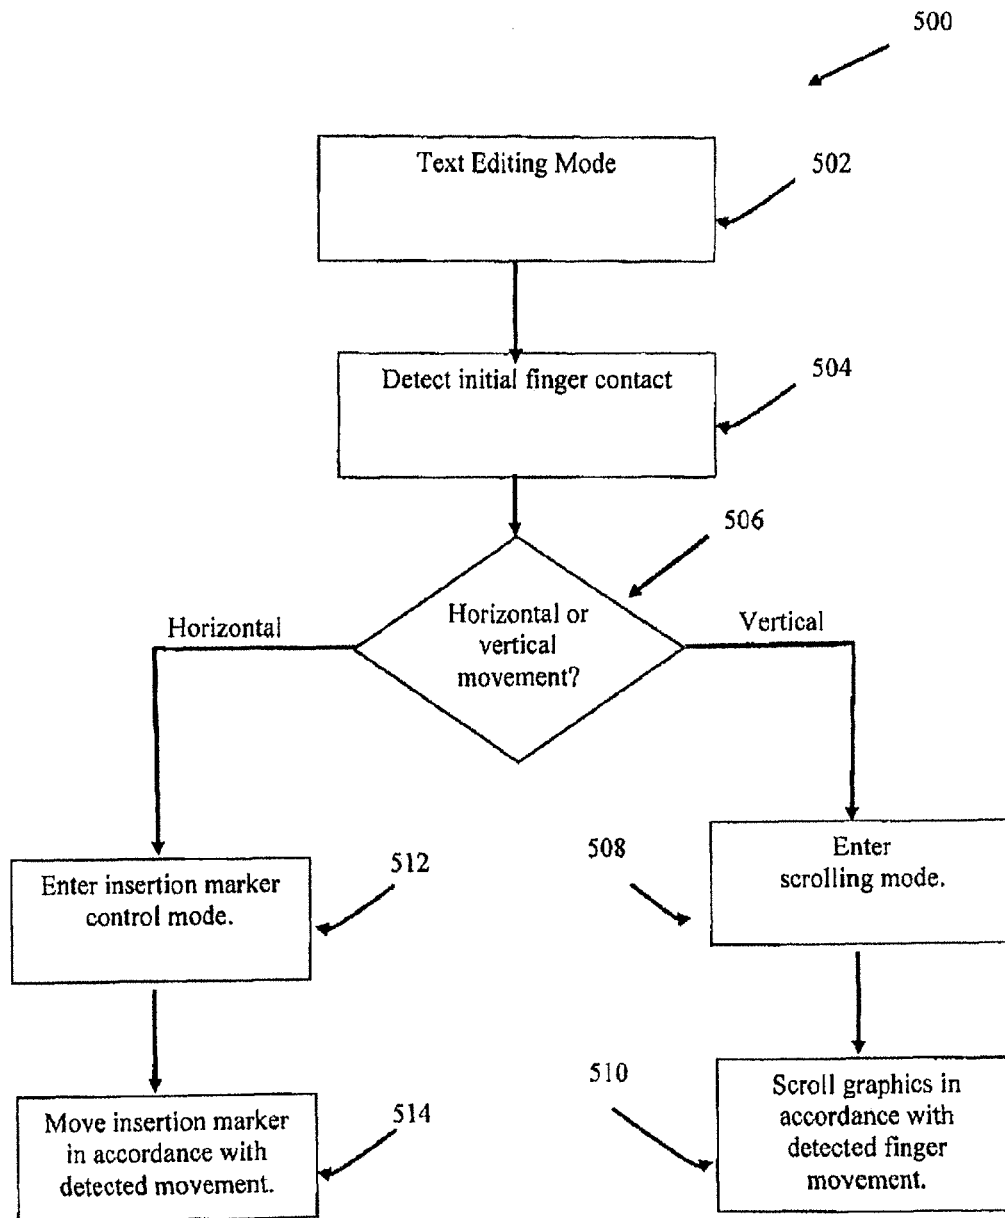 500
Text Editing Mode
502
Detect initial finger contact
504
506
Horizontal or
vertical
movement?
Horizontal
Vertical
Enter insertion marker
control mode.
512
508
Enter
scrolling mode.
Move insertion marker
in accordance with
detected movement.
514
510
Scroll graphics in
accordance with
detected finger
movement.